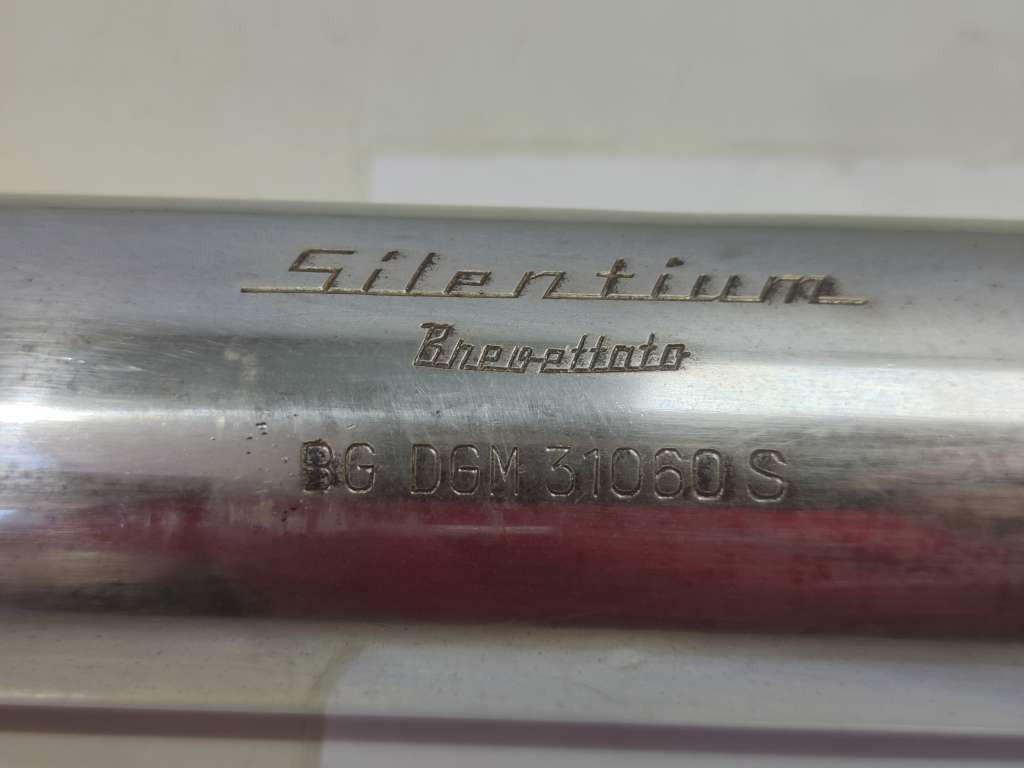 Silentium
Brevettato
BG DGM 31060 S